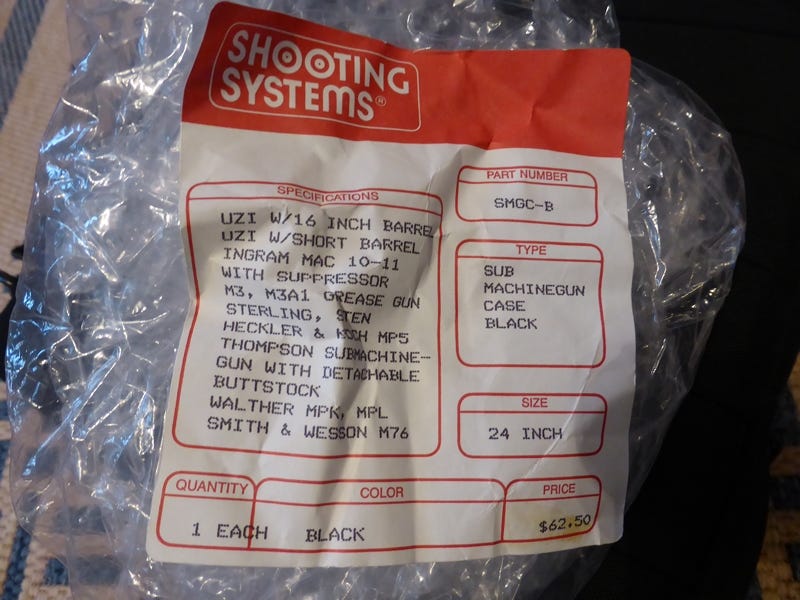 SHOOTING
SYSTEMS®
SPECIFICATIONS
UZI W/16 INCH BARREL
UZI W/SHORT BARREL
INGRAM MAC 10-11
WITH SUPPRESSOR
M3, M3A1 GREASE GUN
STERLING, STEN
HECKLER & KOCH MP5
THOMPSON SUBMACHINE-
GUN WITH DETACHABLE
BUTTSTOCK
WALTHER MPK, MPL
SMITH & WESSON M76
PART NUMBER
SMGC-B
TYPE
SUB
MACHINEGUN
CASE
BLACK
SIZE
24 INCH
QUANTITY
1 EACH
COLOR
BLACK
PRICE
$62.50